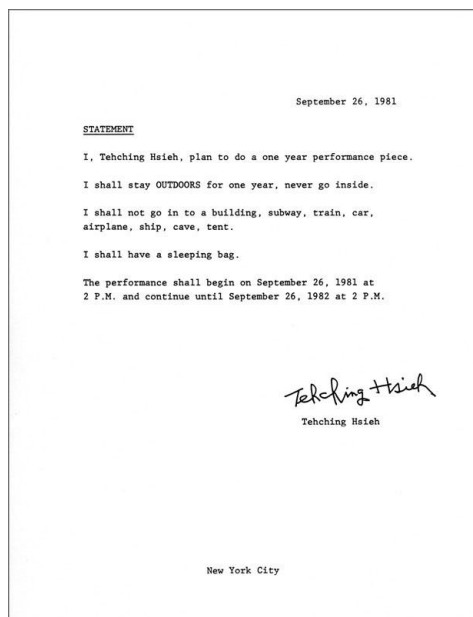 September 26, 1981
STATEMENT
I, Tehching Hsieh, plan to do a one year performance piece.
I shall stay OUTDOORS for one year, never go inside.
I shall not go in to a building, subway, train, car,
airplane, ship, cave, tent.
I shall have a sleeping bag.
The performance shall begin on September 26, 1981 at
2 P.M. and continue until September 26, 1982 at 2 P.M.
Tehching Hsieh
Tehching Hsieh
New York City